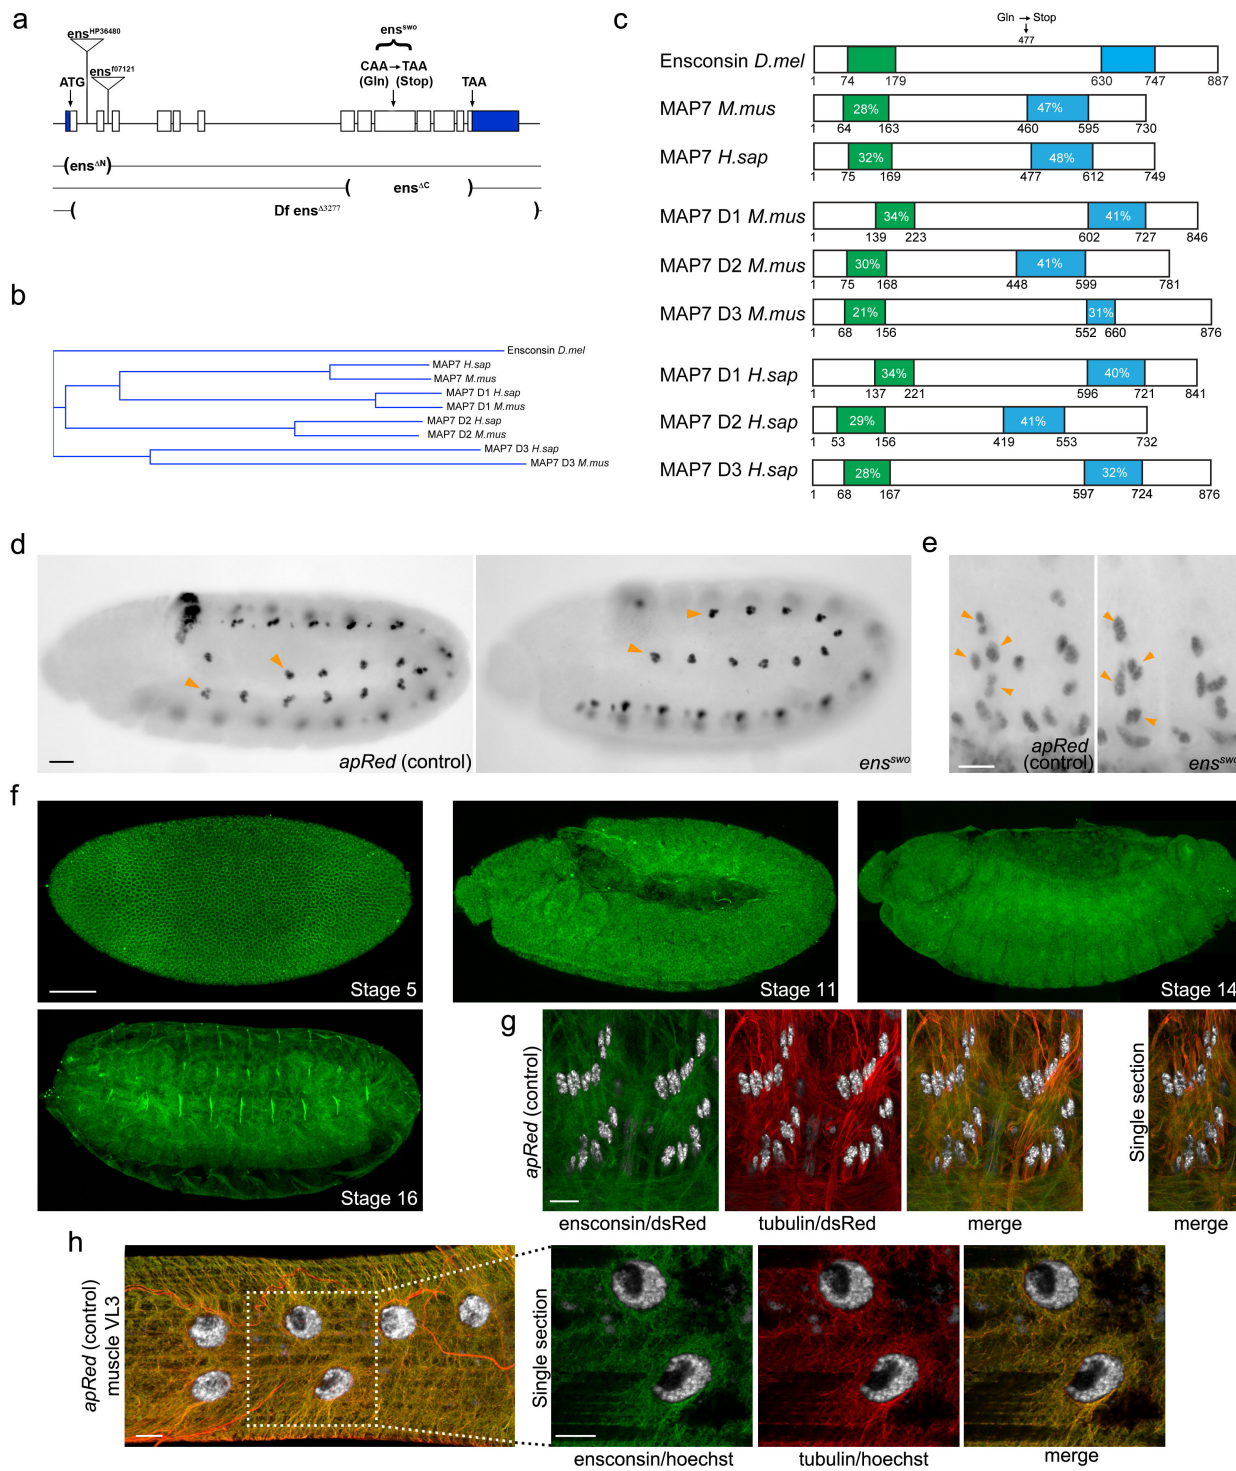 a
ens^HP36480
ens^f07121
ens^swo
CAA→TAA
(Gln) (Stop)
ATG
TAA
(ens^ΔN)
( ens^ΔC )
( Df ens^Δ3277 )
b
Ensconsin D.mel
MAP7 H.sap
MAP7 M.mus
MAP7 D1 H.sap
MAP7 D1 M.mus
MAP7 D2 H.sap
MAP7 D2 M.mus
MAP7 D3 H.sap
MAP7 D3 M.mus
c
Gln → Stop
477
Ensconsin D.mel
1 74 179 630 747 887
MAP7 M.mus 28% 47%
1 64 163 460 595 730
MAP7 H.sap 32% 48%
1 75 169 477 612 749
MAP7 D1 M.mus 34% 41%
1 139 223 602 727 846
MAP7 D2 M.mus 30% 41%
1 75 168 448 599 781
MAP7 D3 M.mus 21% 31%
1 68 156 552 660 876
MAP7 D1 H.sap 34% 40%
1 137 221 596 721 841
MAP7 D2 H.sap 29% 41%
1 53 156 419 553 732
MAP7 D3 H.sap 28% 32%
1 68 167 597 724 876
d
apRed (control)
ens^swo
e
apRed
(control)
ens^swo
f
Stage 5
Stage 11
Stage 14
Stage 16
g
apRed (control)
ensconsin/dsRed
tubulin/dsRed
merge
Single section
merge
h
apRed (control)
muscle VL3
Single section
ensconsin/hoechst
tubulin/hoechst
merge